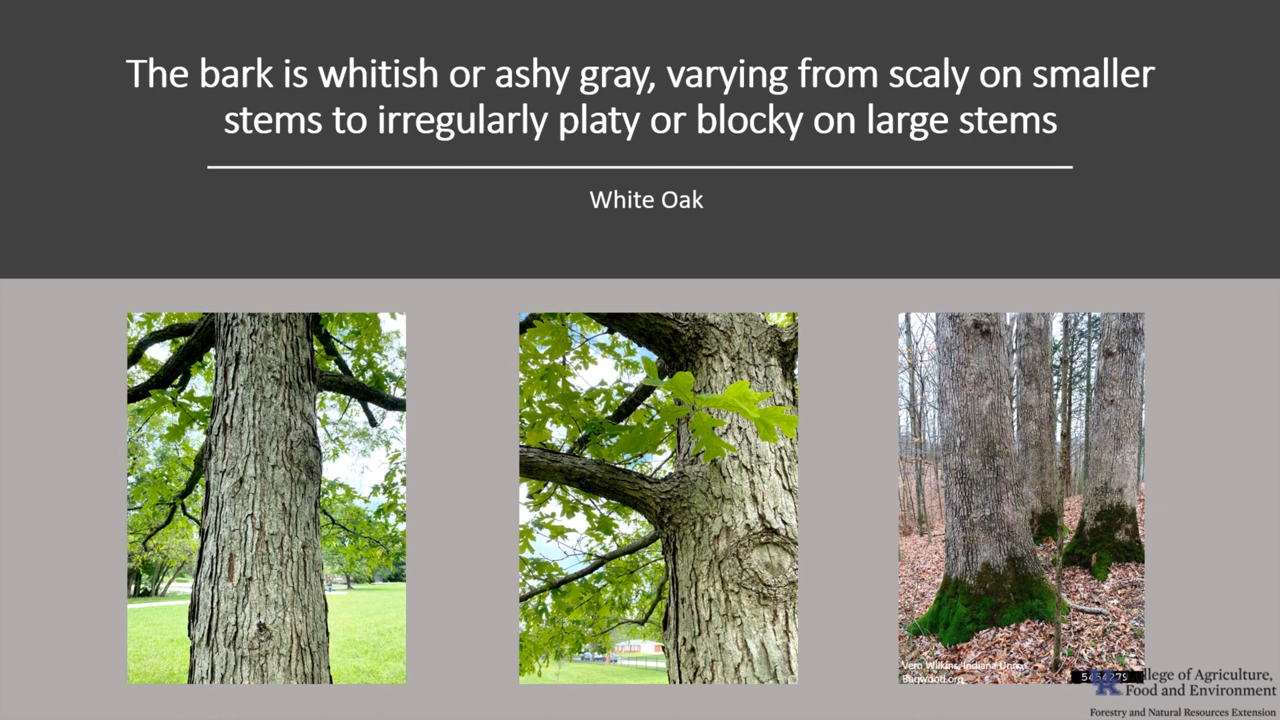 The bark is whitish or ashy gray, varying from scaly on smaller
stems to irregularly platy or blocky on large stems
White Oak
Vern Wilkins, Indiana Univer
Bugwood.org
5454279
College of Agriculture,
Food and Environment
Forestry and Natural Resources Extension